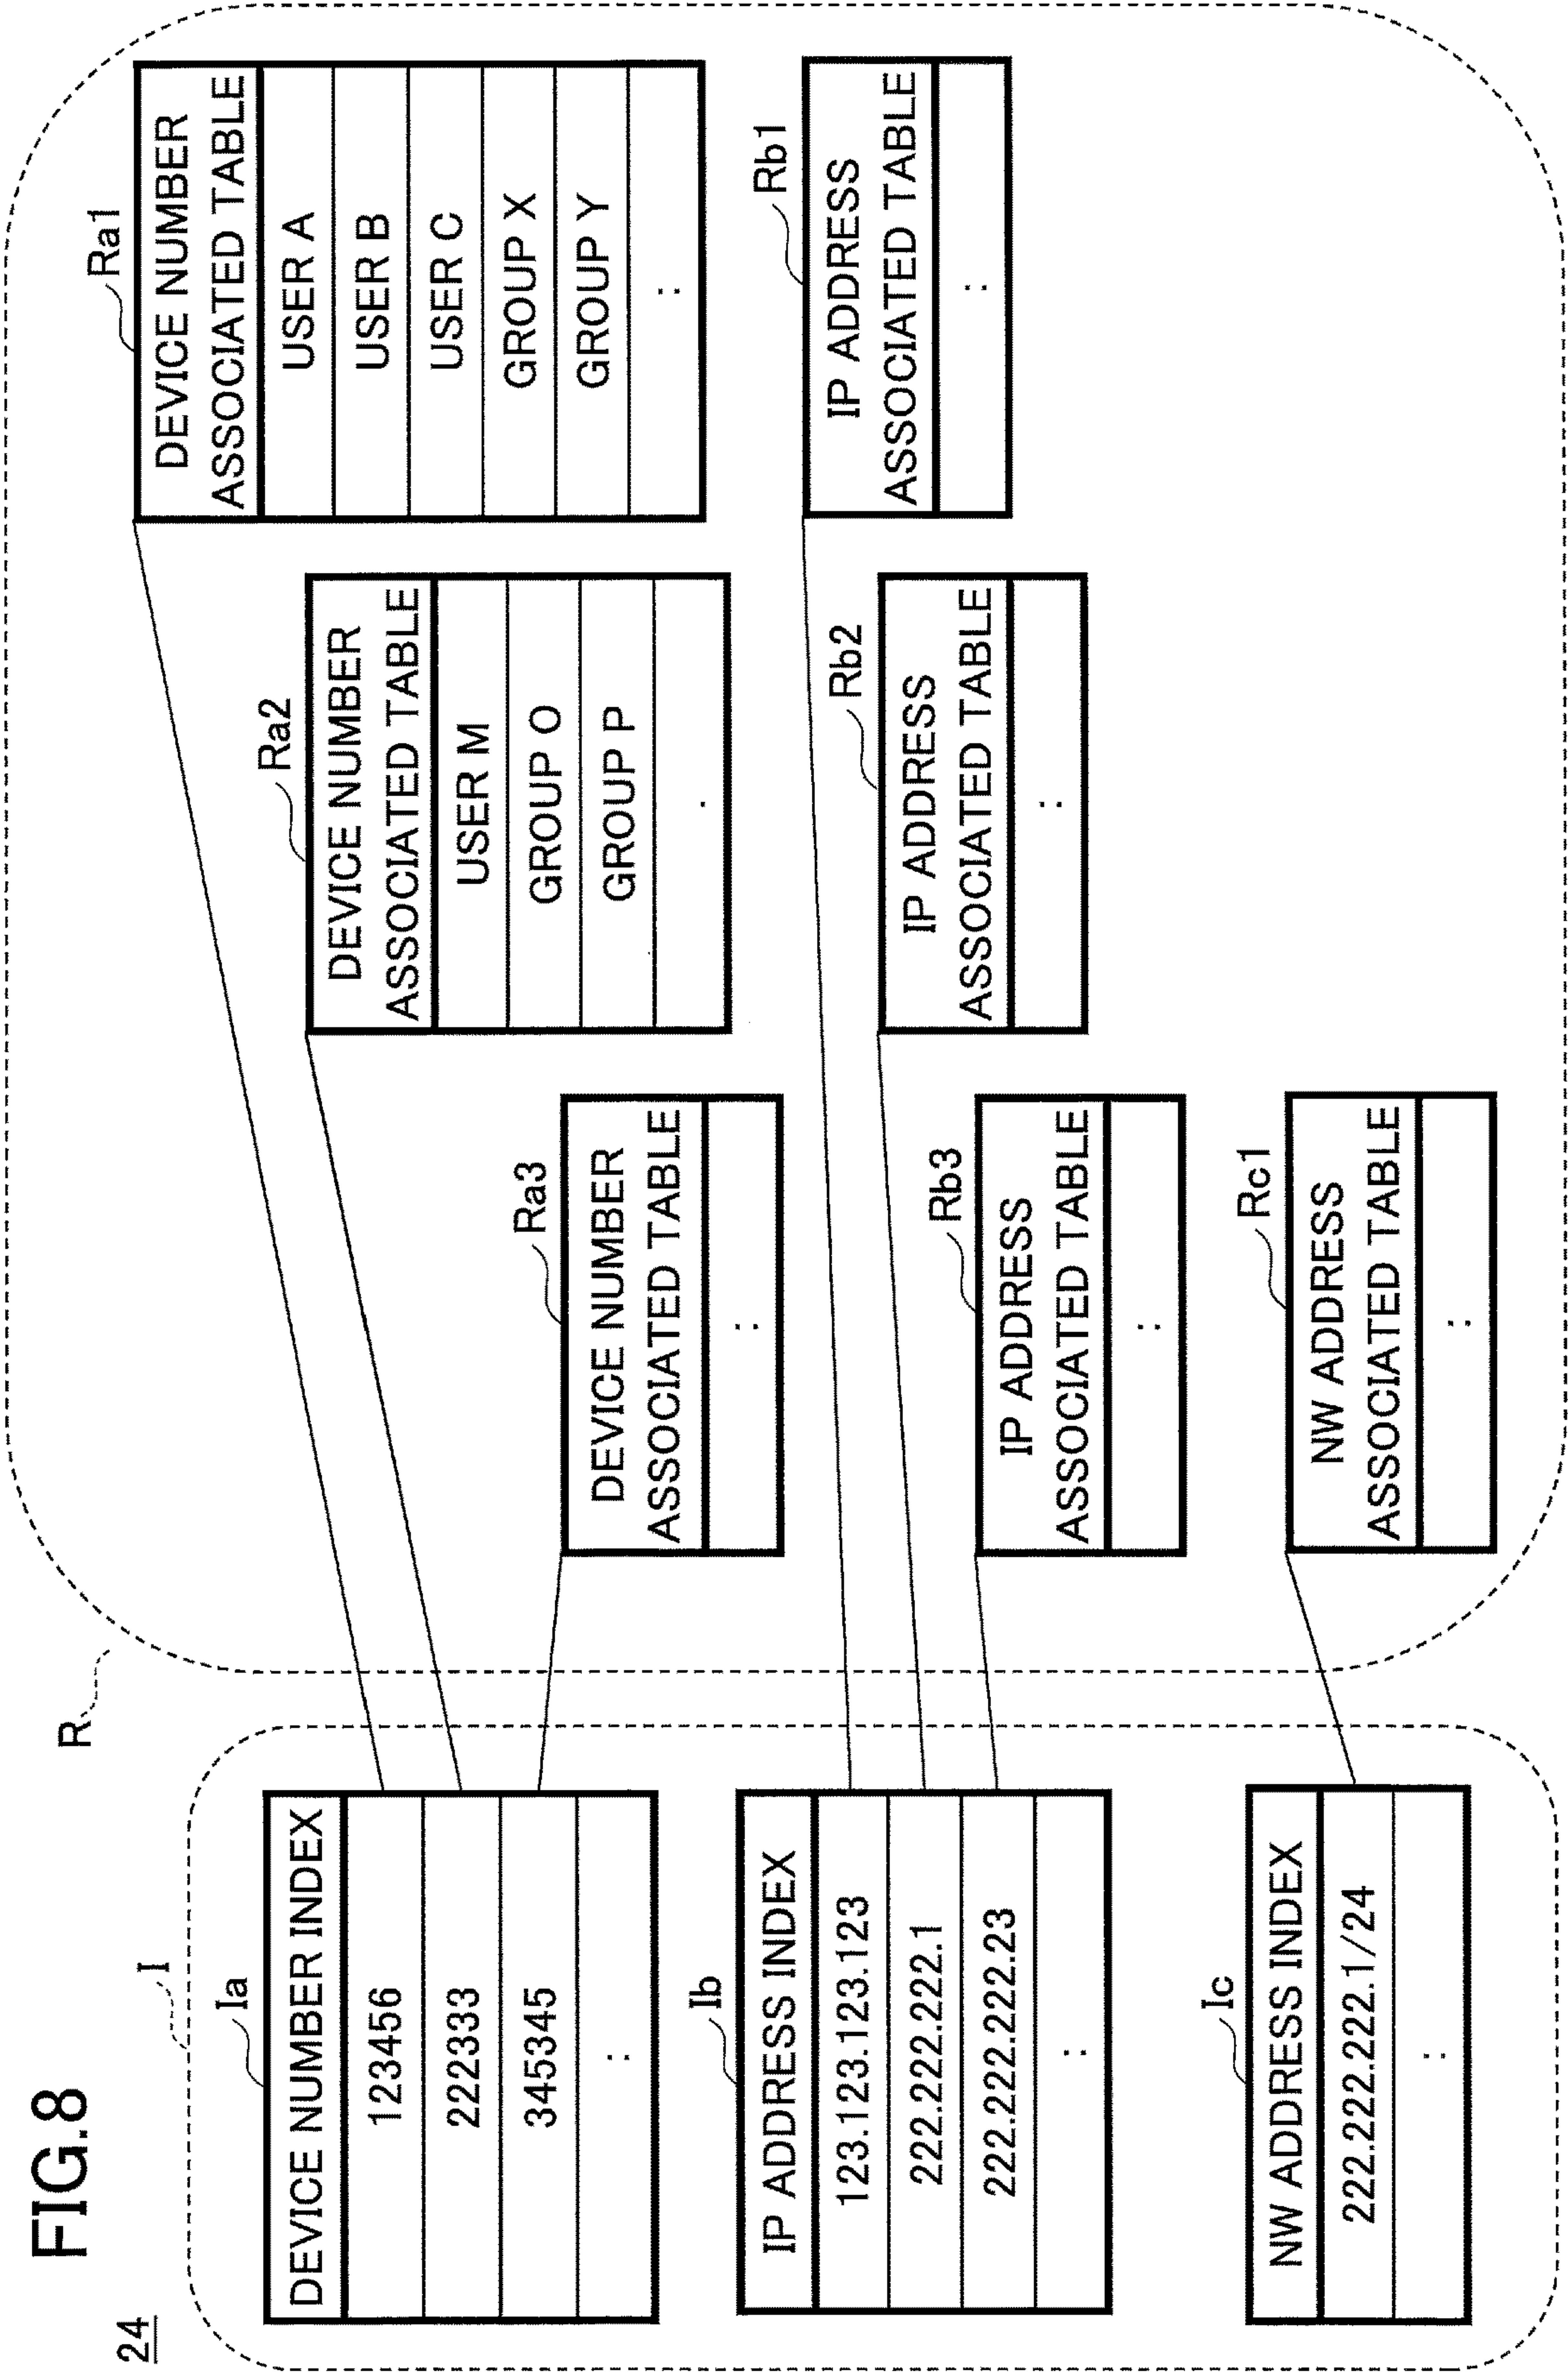 FIG.8
24
I
R
Ia
DEVICE NUMBER INDEX
123456
222333
345345
:
Ib
IP ADDRESS INDEX
123.123.123.123
222.222.222.1
222.222.222.23
:
Ic
NW ADDRESS INDEX
222.222.222.1/24
:
Ra3
DEVICE NUMBER
ASSOCIATED TABLE
:
Ra2
DEVICE NUMBER
ASSOCIATED TABLE
USER M
GROUP O
GROUP P
.
Ra1
DEVICE NUMBER
ASSOCIATED TABLE
USER A
USER B
USER C
GROUP X
GROUP Y
:
Rb3
IP ADDRESS
ASSOCIATED TABLE
:
Rb2
IP ADDRESS
ASSOCIATED TABLE
:
Rb1
IP ADDRESS
ASSOCIATED TABLE
:
Rc1
NW ADDRESS
ASSOCIATED TABLE
: